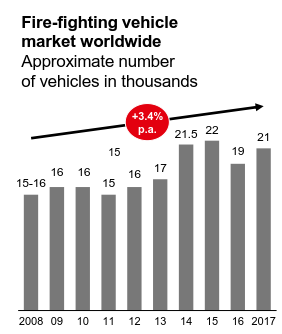 Fire-fighting vehicle
market worldwide
Approximate number
of vehicles in thousands
+3.4%
p.a.
15-16 16 16 15 15 16 17 21.5 22 19 21
2008 09 10 11 12 13 14 15 16 2017